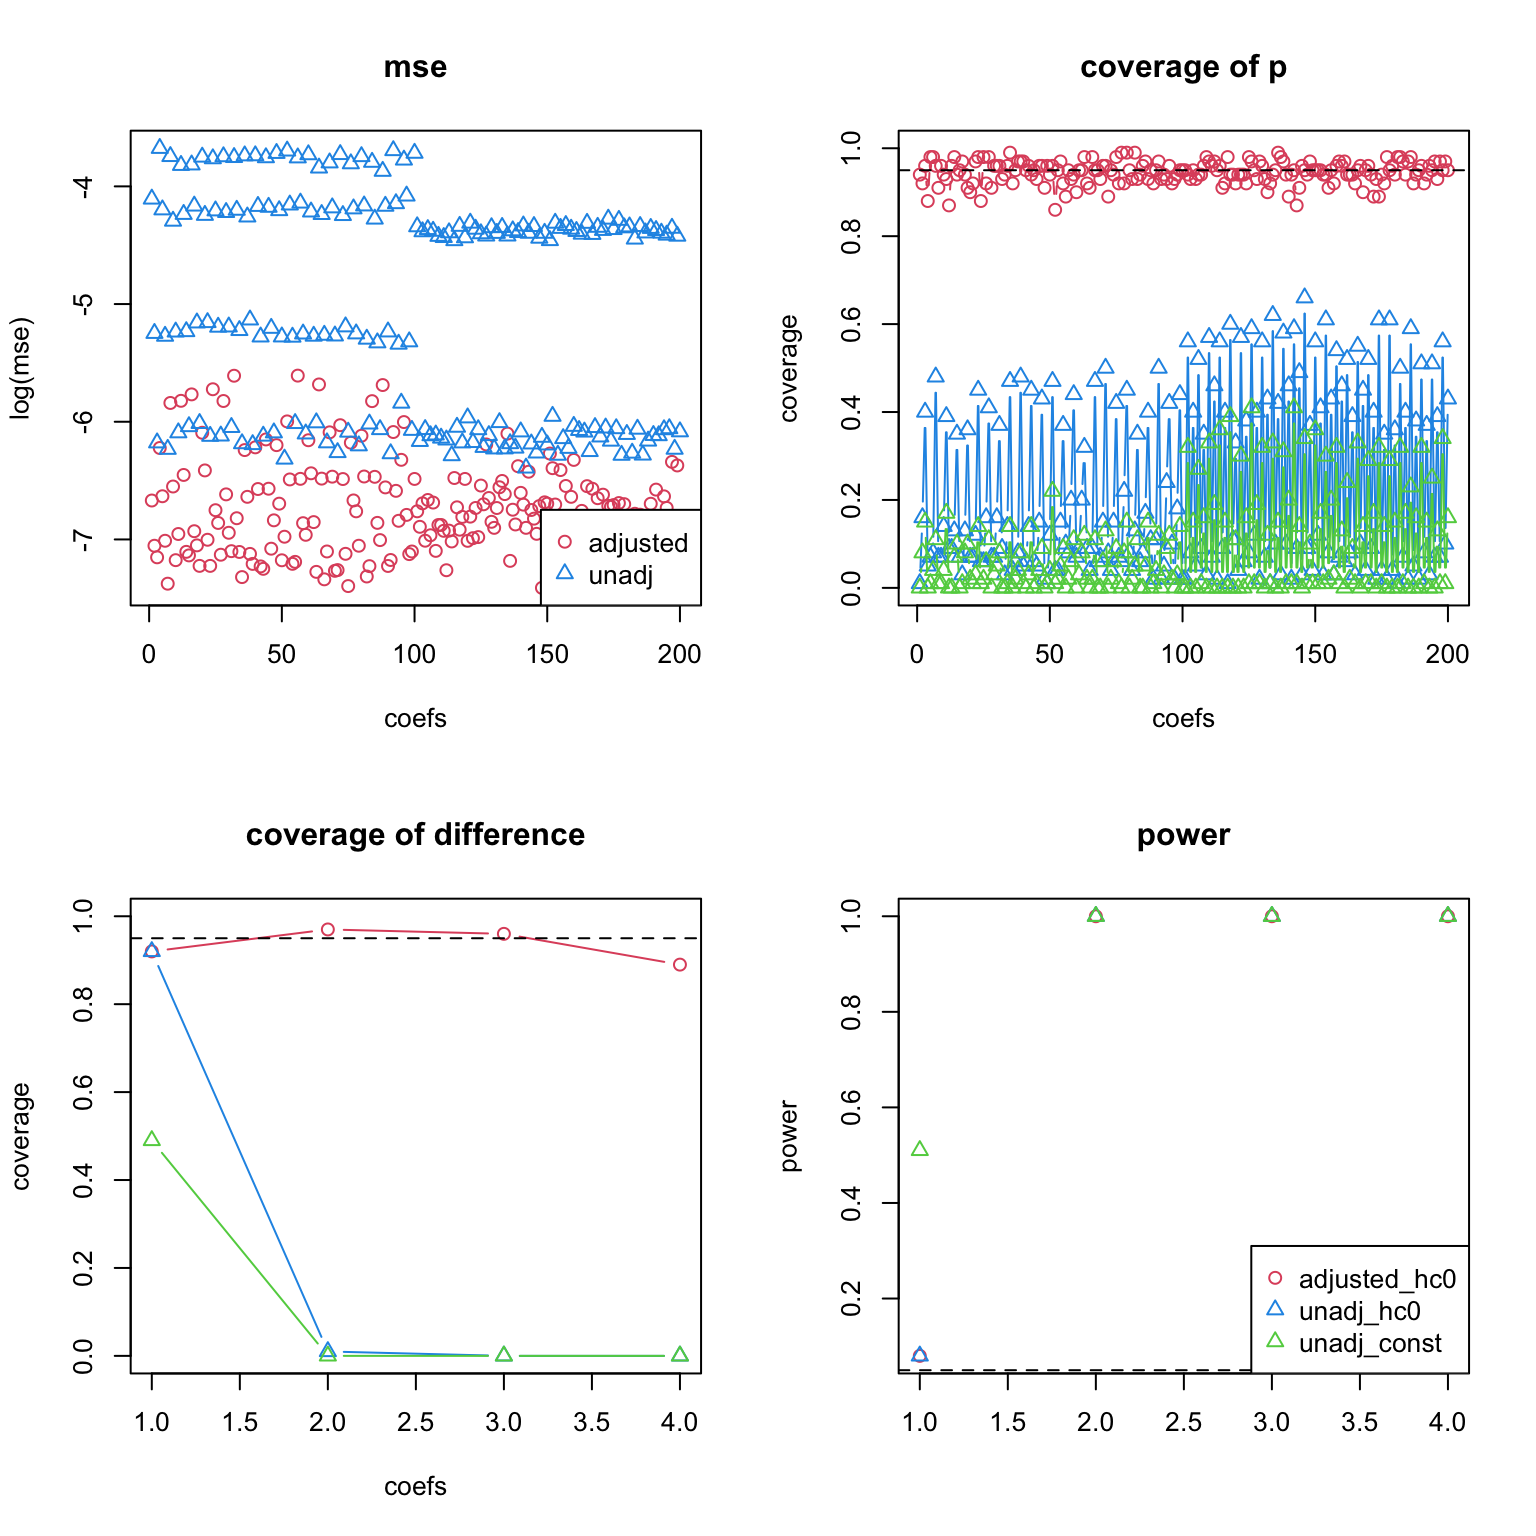 mse
log(mse)
-4
-5
-6
-7
0 50 100 150 200
coefs
adjusted
unadj
coverage of p
coverage
1.0
0.8
0.6
0.4
0.2
0.0
0 50 100 150 200
coefs
coverage of difference
coverage
1.0
0.8
0.6
0.4
0.2
0.0
1.0 1.5 2.0 2.5 3.0 3.5 4.0
coefs
power
power
1.0
0.8
0.6
0.4
0.2
1.0 1.5 2.0 2.5 3.0 3.5 4.0
adjusted_hc0
unadj_hc0
unadj_const